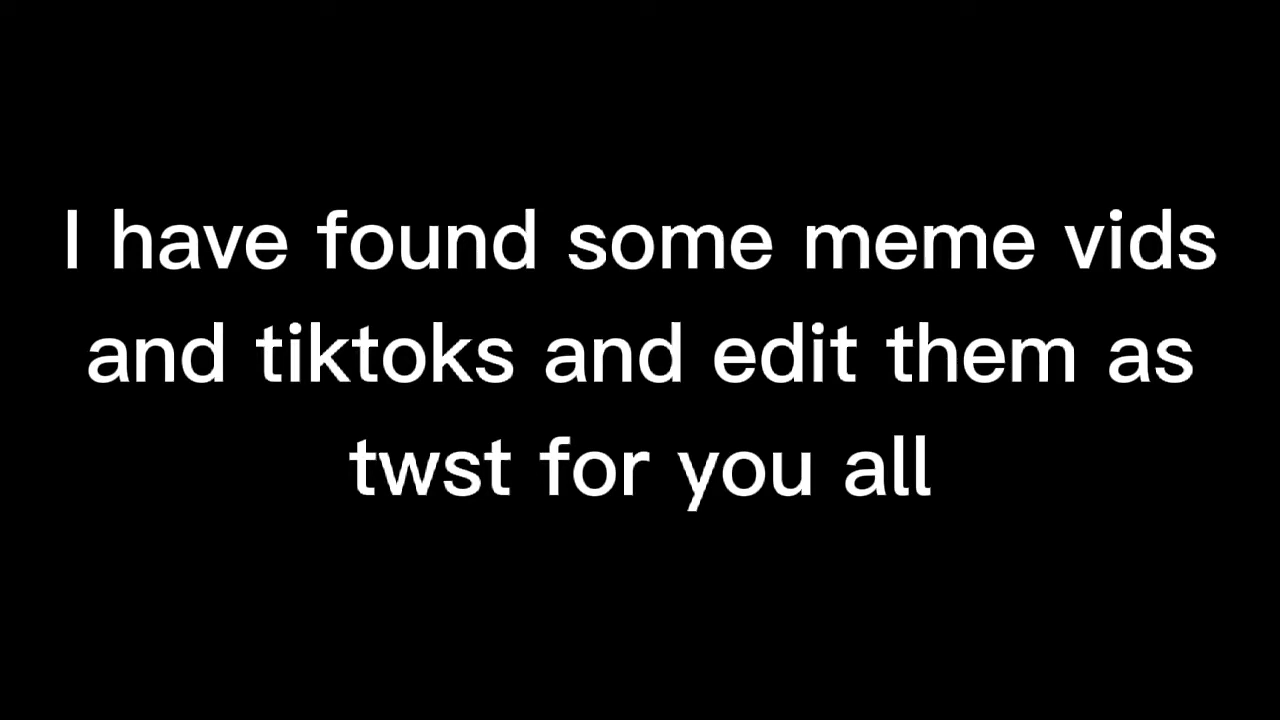 I have found some meme vids
and tiktoks and edit them as
twst for you all